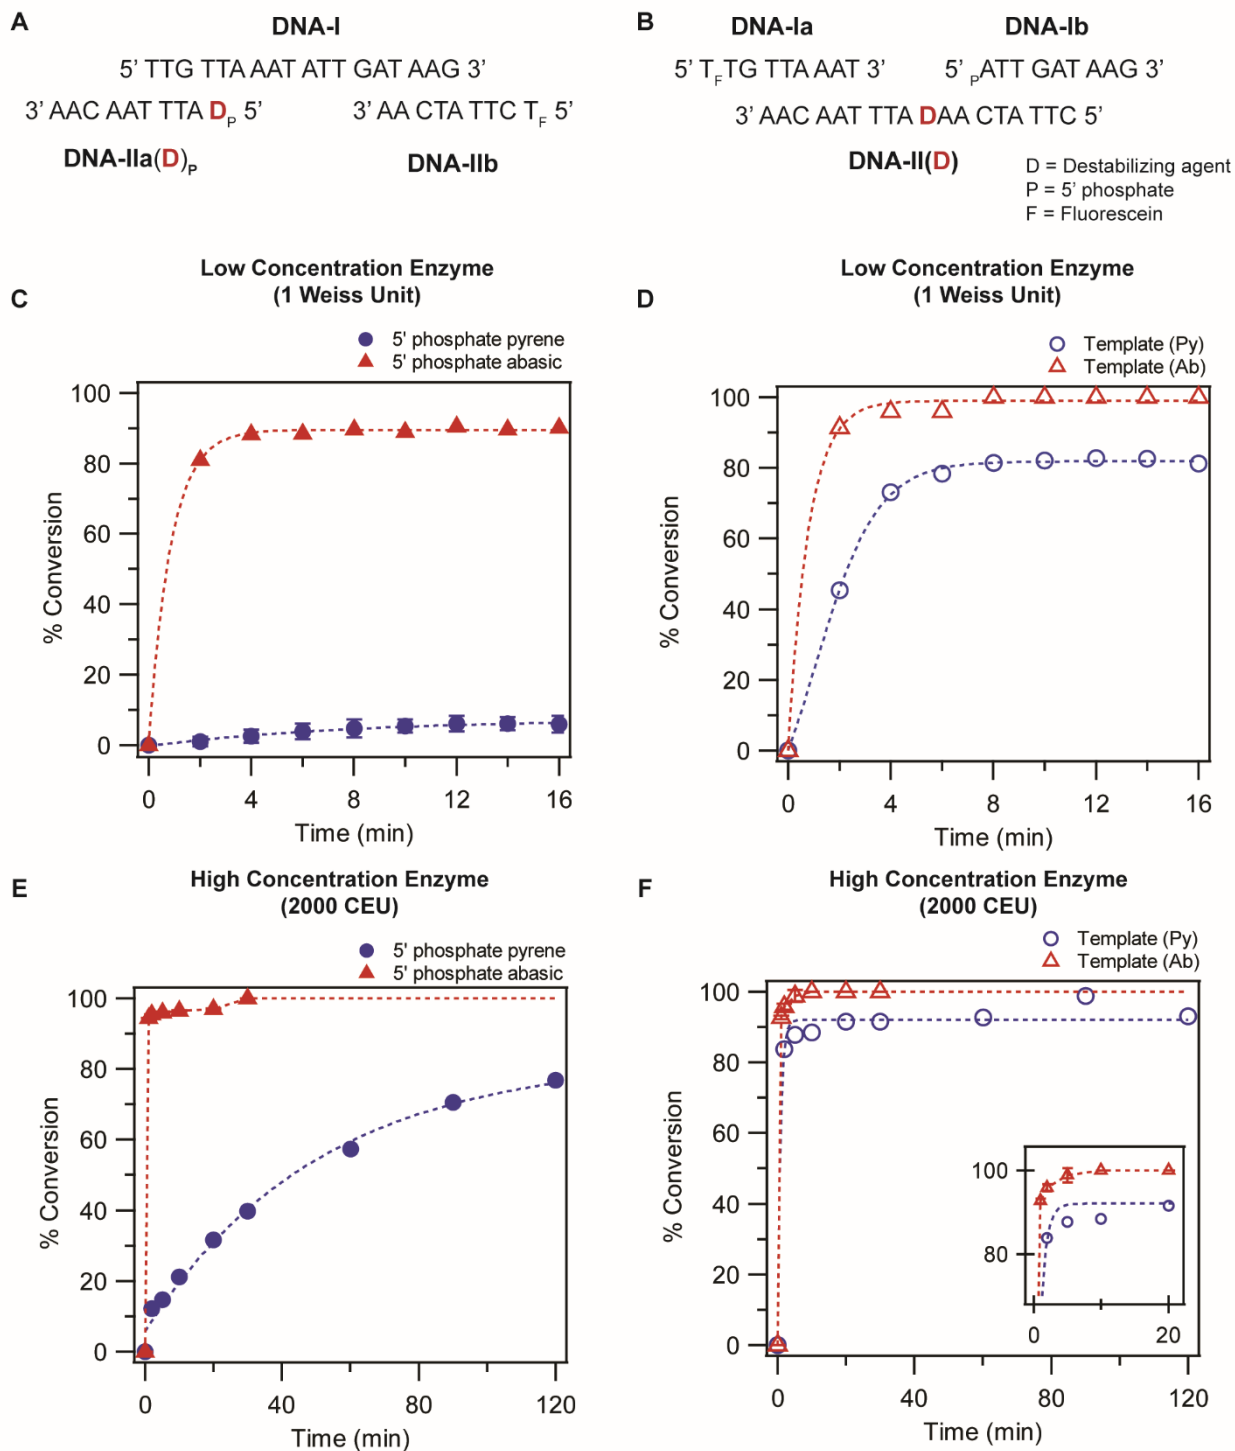 A
DNA-I
5' TTG TTA AAT ATT GAT AAG 3'
3' AAC AAT TTA DP 5'
3' AA CTA TTC TF 5'
DNA-IIa(D)P
DNA-IIb
B
DNA-Ia
DNA-Ib
5' TFTG TTA AAT 3'
5' PATT GAT AAG 3'
3' AAC AAT TTA DAA CTA TTC 5'
DNA-II(D)
D = Destabilizing agent
P = 5' phosphate
F = Fluorescein
C
Low Concentration Enzyme
(1 Weiss Unit)
5' phosphate pyrene
5' phosphate abasic
% Conversion
100
80
60
40
20
0
0 4 8 12 16
Time (min)
D
Low Concentration Enzyme
(1 Weiss Unit)
Template (Py)
Template (Ab)
% Conversion
100
80
60
40
20
0
0 4 8 12 16
Time (min)
E
High Concentration Enzyme
(2000 CEU)
5' phosphate pyrene
5' phosphate abasic
% Conversion
100
80
60
40
20
0
0 40 80 120
Time (min)
F
High Concentration Enzyme
(2000 CEU)
Template (Py)
Template (Ab)
% Conversion
100
80
60
40
20
0
100
80
0 20
0 40 80 120
Time (min)